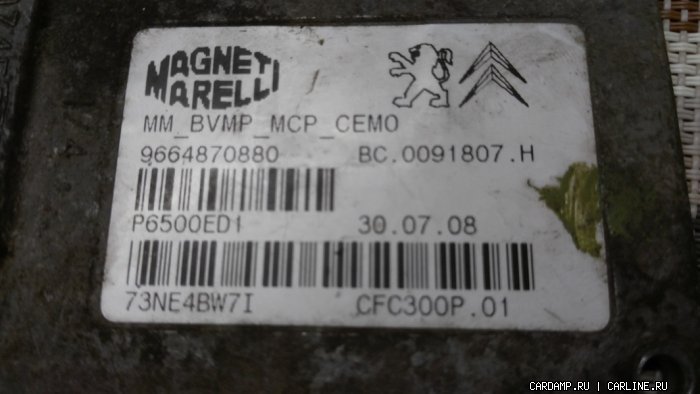 MAGNETI
MARELLI
MM_BVMP_MCP_CEMO
9664870880 BC.0091807.H
P6500ED1 30.07.08
73NE4BW7I CFC300P.01
CARDAMP.RU | CARLINE.RU